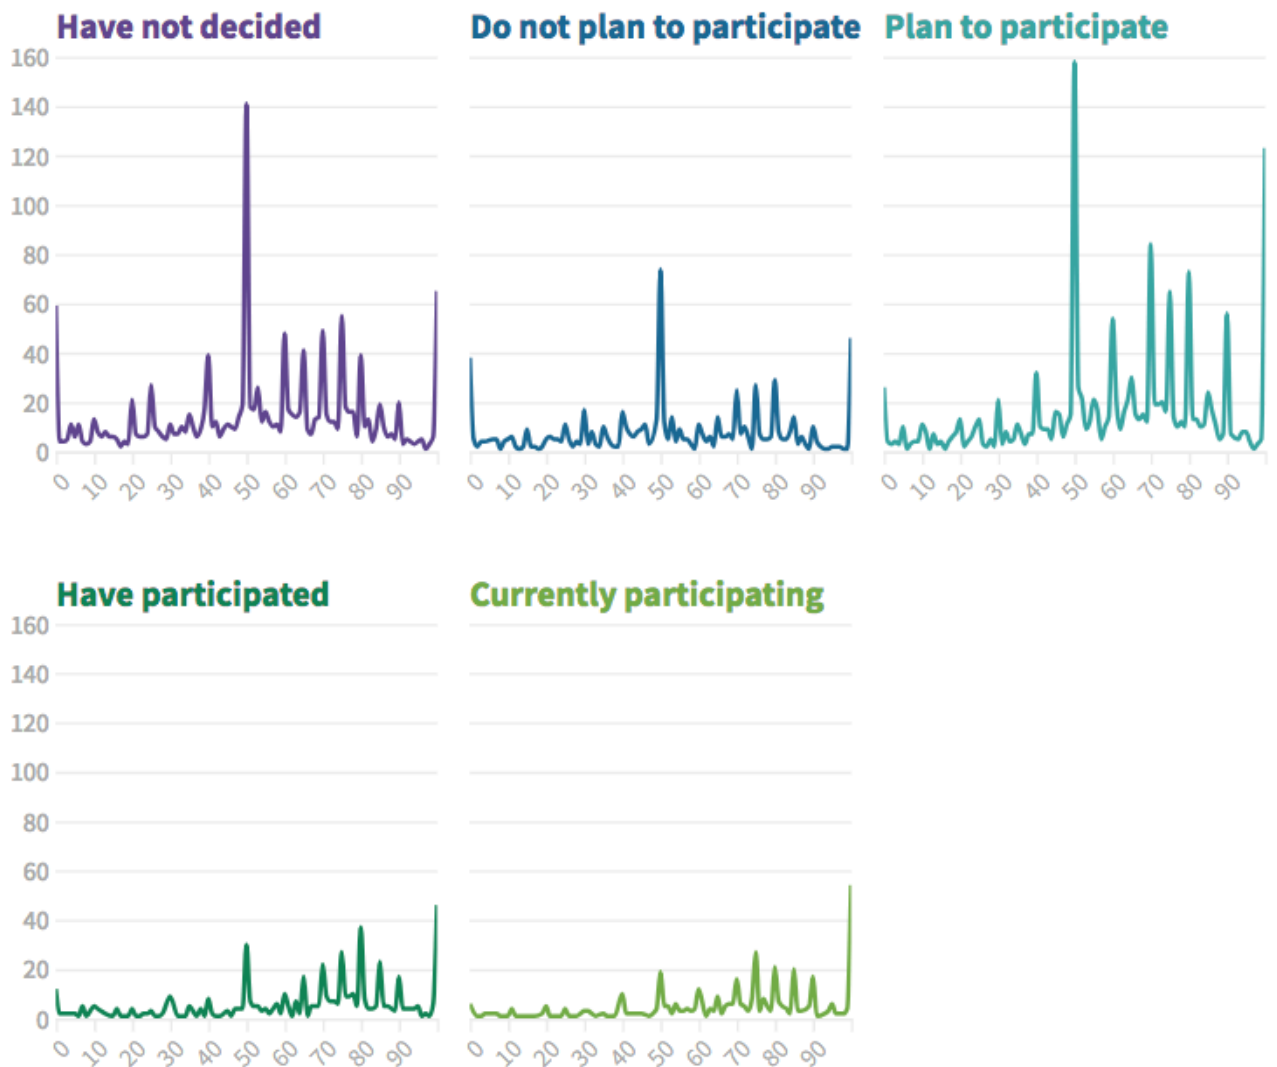 Have not decided
Do not plan to participate
Plan to participate
160
140
120
100
80
60
40
20
0
0 10 20 30 40 50 60 70 80 90
0 10 20 30 40 50 60 70 80 90
0 10 20 30 40 50 60 70 80 90
Have participated
Currently participating
160
140
120
100
80
60
40
20
0
0 10 20 30 40 50 60 70 80 90
0 10 20 30 40 50 60 70 80 90